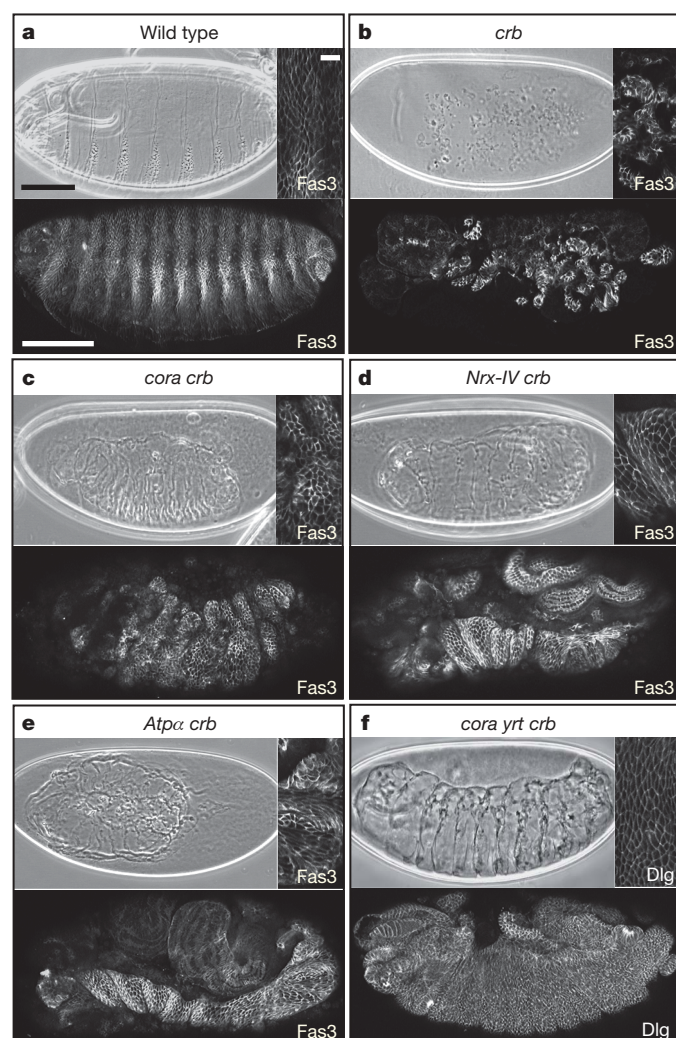 a Wild type
Fas3
Fas3
b crb
Fas3
Fas3
c cora crb
Fas3
Fas3
d Nrx-IV crb
Fas3
Fas3
e Atpα crb
Fas3
Fas3
f cora yrt crb
Dlg
Dlg